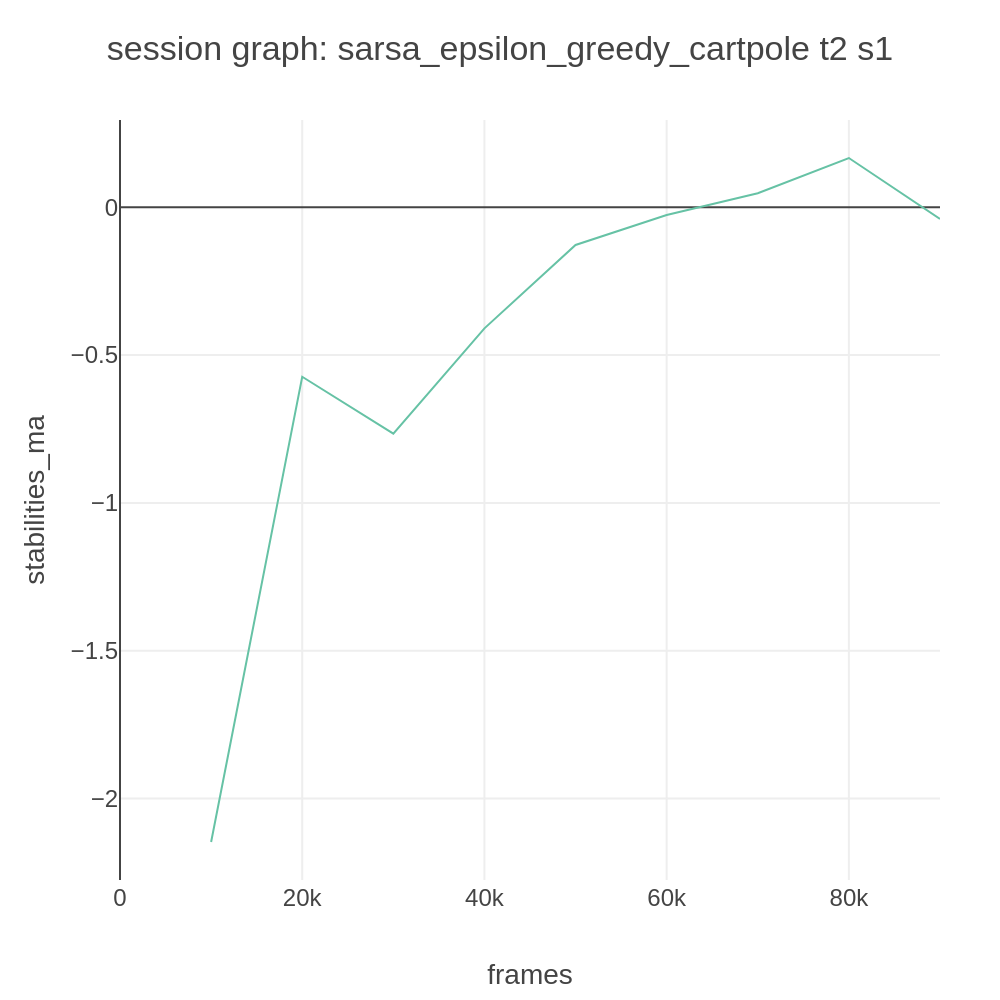 session graph: sarsa_epsilon_greedy_cartpole t2 s1
0
−0.5
−1
−1.5
−2
stabilities_ma
0
20k
40k
60k
80k
frames